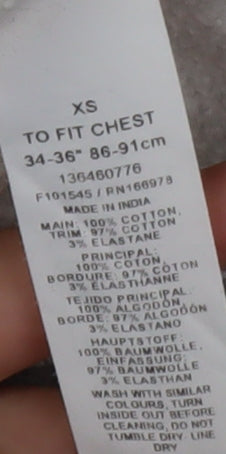 XS
TO FIT CHEST
34-36" 86-91cm
136460776
F101545 / RN166978
MADE IN INDIA
MAIN: 100% COTTON,
TRIM: 97% COTTON
3% ELASTANE
PRINCIPAL:
100% COTON,
BORDURE: 97% COTON
3% ÉLASTHANNE
TEJIDO PRINCIPAL:
100% ALGODÓN,
BORDE: 97% ALGODÓN
3% ELASTANO
HAUPTSTOFF:
100% BAUMWOLLE,
EINFASSUNG:
97% BAUMWOLLE
3% ELASTHAN
WASH WITH SIMILAR
COLOURS, TURN
INSIDE OUT BEFORE
CLEANING, DO NOT
TUMBLE DRY. LINE
DRY